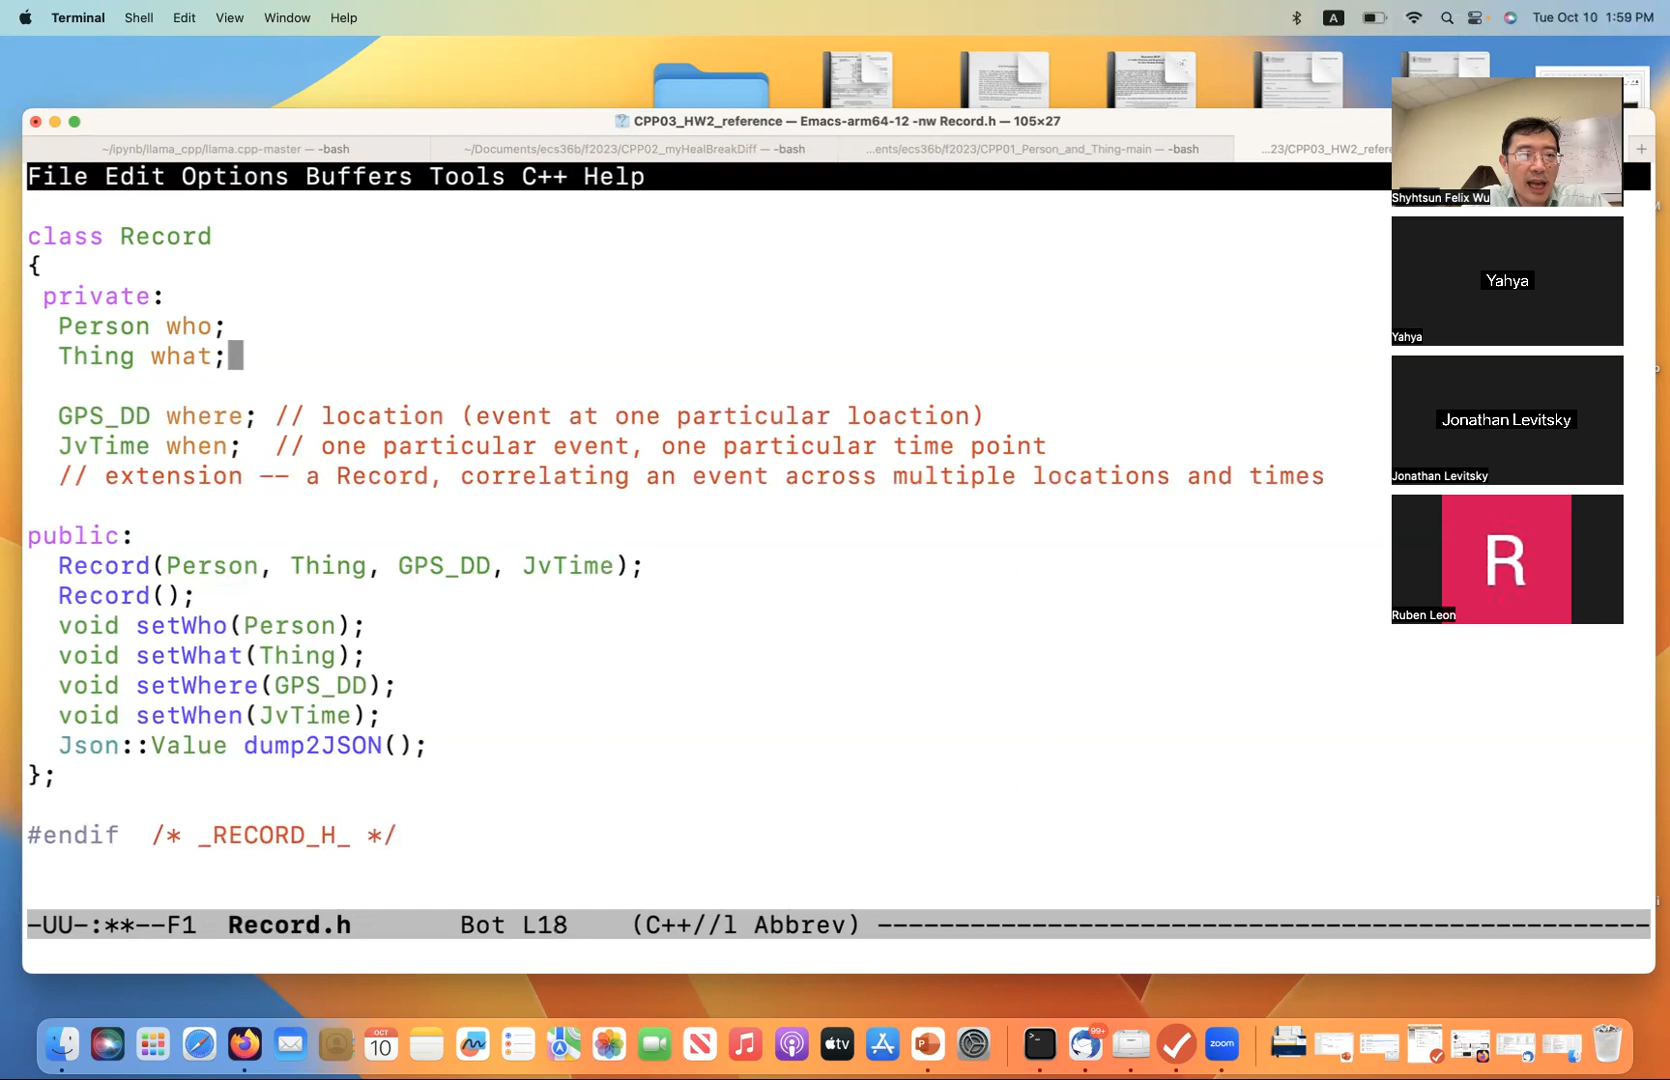 Terminal Shell Edit View Window Help
A
Tue Oct 10 1:59 PM
CPP03_HW2_reference — Emacs-arm64-12 -nw Record.h — 105×27
~/ipynb/llama_cpp/llama.cpp-master — -bash
~/Documents/ecs36b/f2023/CPP02_myHealBreakDiff — -bash
...ents/ecs36b/f2023/CPP01_Person_and_Thing-main — -bash
...23/CPP03_HW2_refere
File Edit Options Buffers Tools C++ Help
class Record
{
private:
Person who;
Thing what;
GPS_DD where; // location (event at one particular loaction)
JvTime when; // one particular event, one particular time point
// extension -- a Record, correlating an event across multiple locations and times
public:
Record(Person, Thing, GPS_DD, JvTime);
Record();
void setWho(Person);
void setWhat(Thing);
void setWhere(GPS_DD);
void setWhen(JvTime);
Json::Value dump2JSON();
};
#endif /* _RECORD_H_ */
-UU-:**--F1 Record.h Bot L18 (C++//l Abbrev) --------------------------------------------------
Shyhtsun Felix Wu
Yahya
Yahya
Jonathan Levitsky
Jonathan Levitsky
R
Ruben Leon
OCT
10
tv
99+
zoom